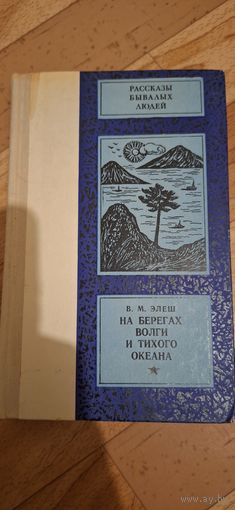 РАССКАЗЫ
БЫВАЛЫХ
ЛЮДЕЙ
В. М. ЭЛЕШ
НА БЕРЕГАХ
ВОЛГИ
И ТИХОГО
ОКЕАНА
www.ay.by